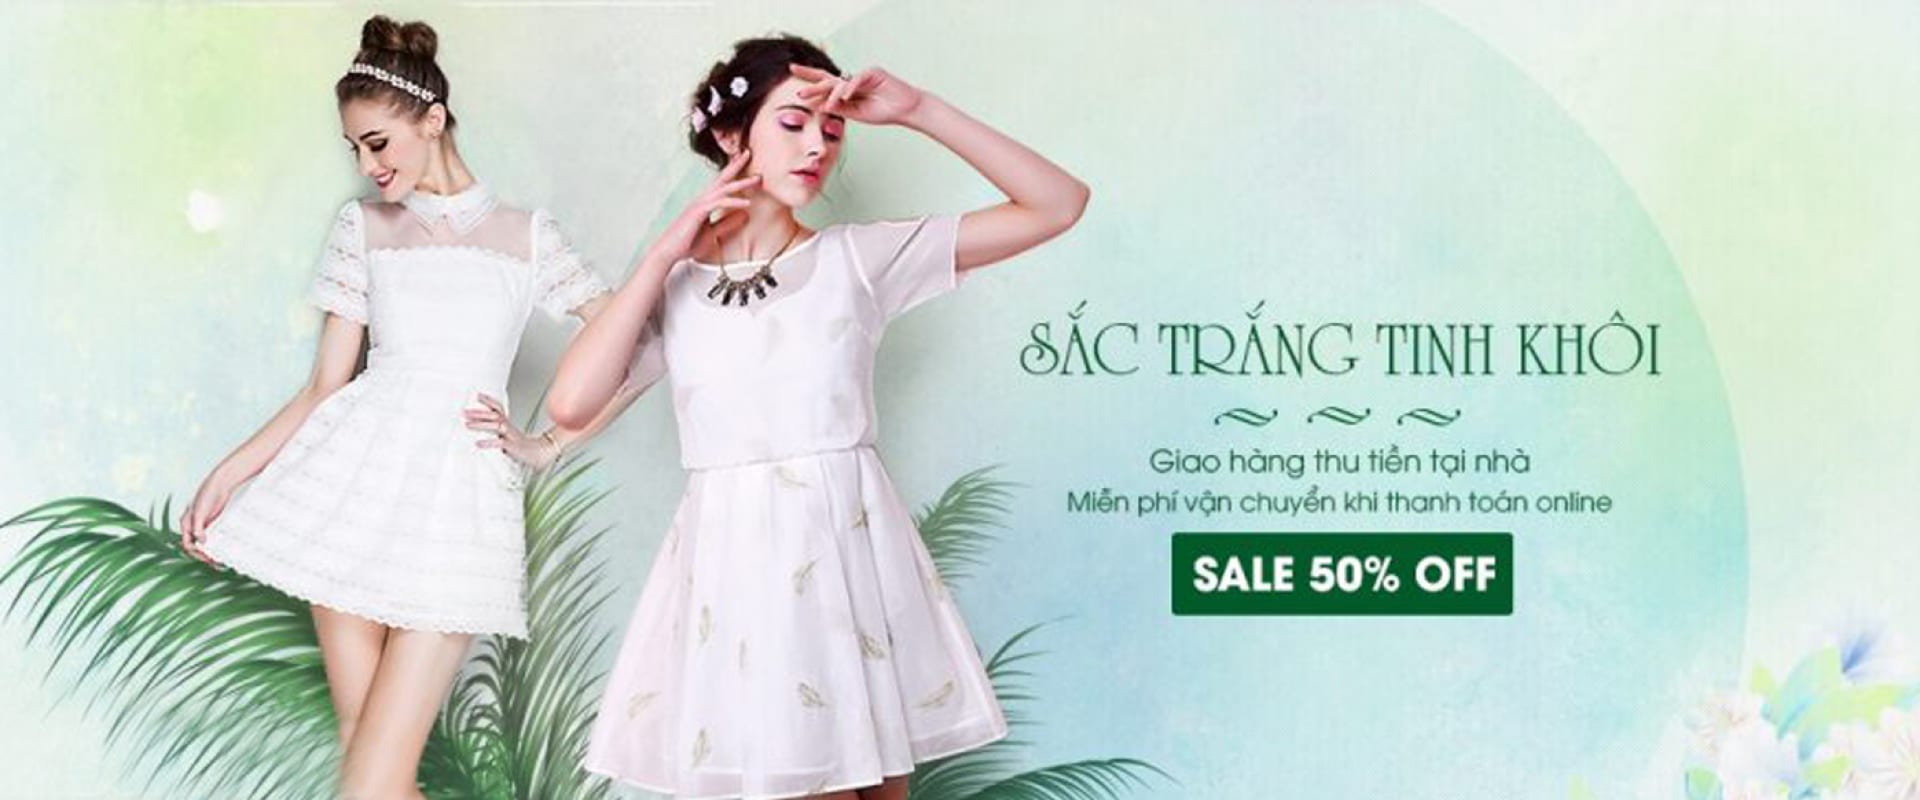 SẮC TRẮNG TINH KHÔI
Giao hàng thu tiền tại nhà
Miễn phí vận chuyển khi thanh toán online
SALE 50% OFF